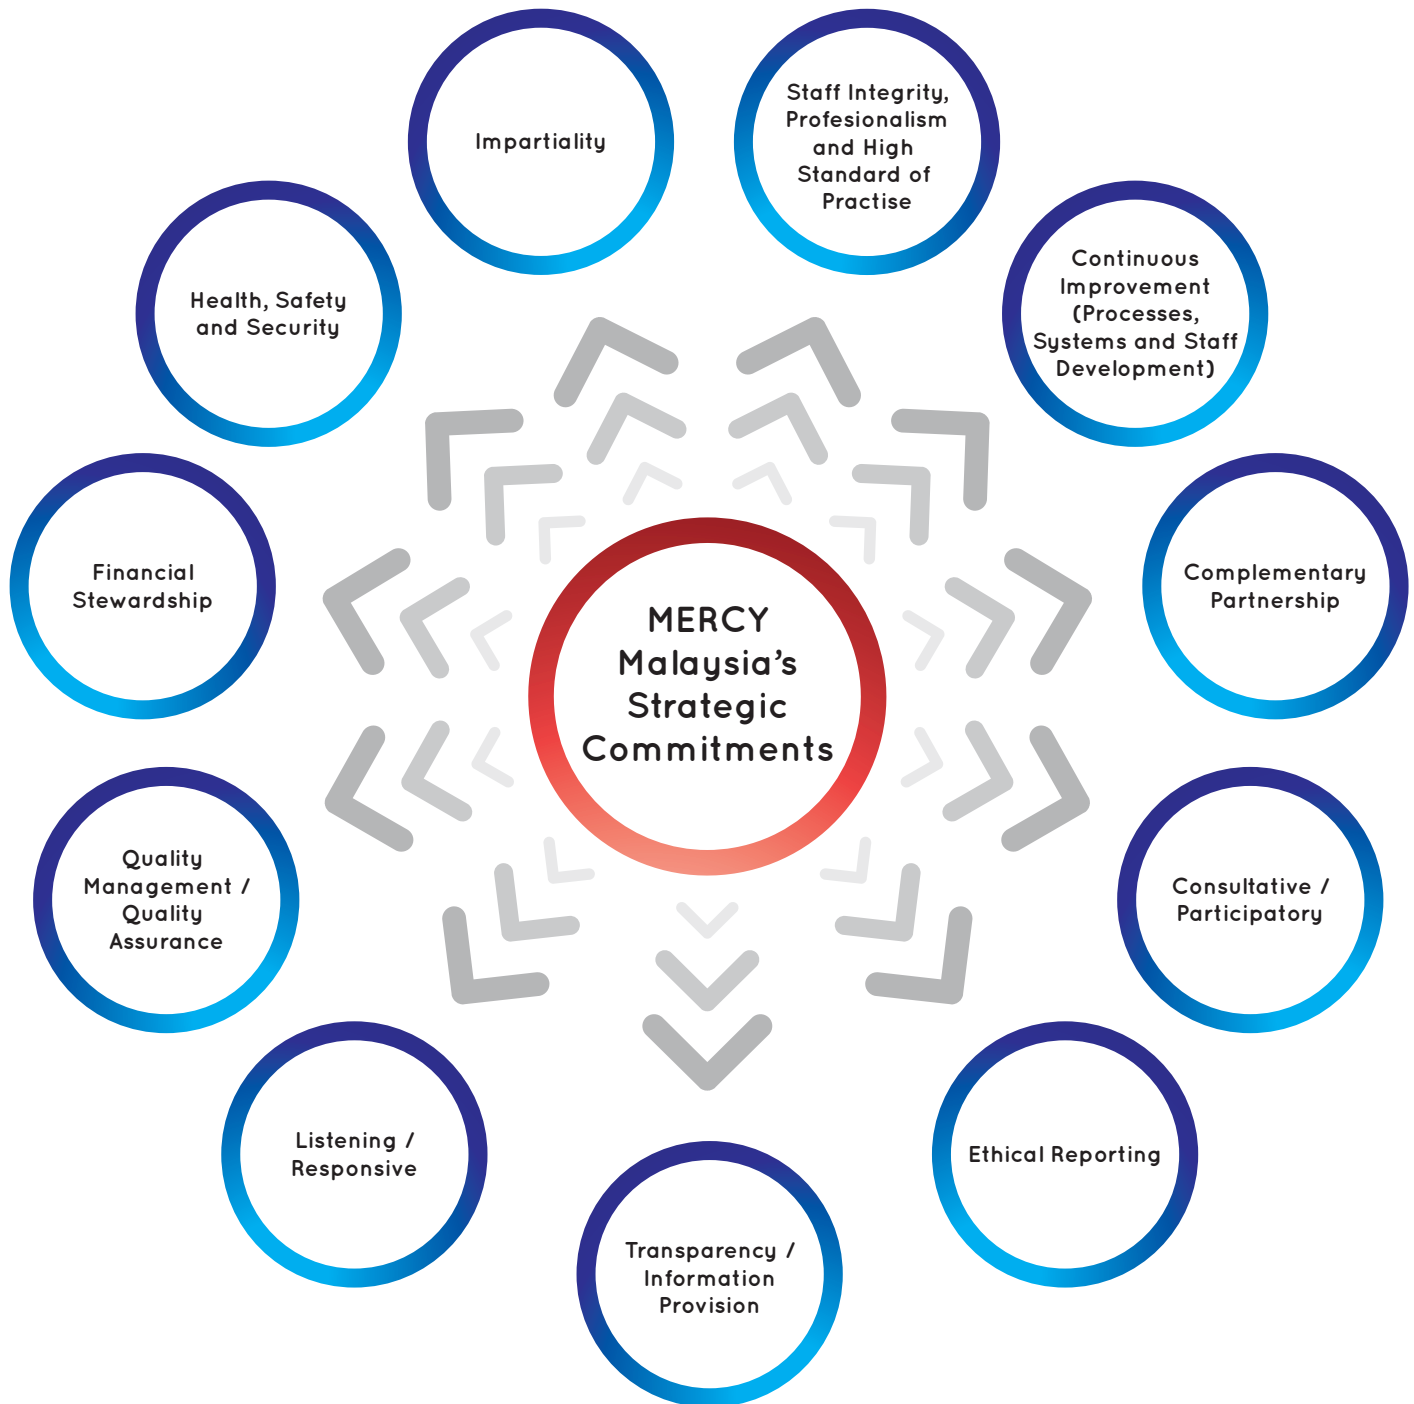 Impartiality
Staff Integrity,
Profesionalism
and High
Standard of
Practise
Continuous
Improvement
(Processes,
Systems and Staff
Development)
Complementary
Partnership
Consultative /
Participatory
Ethical Reporting
Transparency /
Information
Provision
Listening /
Responsive
Quality
Management /
Quality
Assurance
Financial
Stewardship
Health, Safety
and Security
MERCY
Malaysia’s
Strategic
Commitments